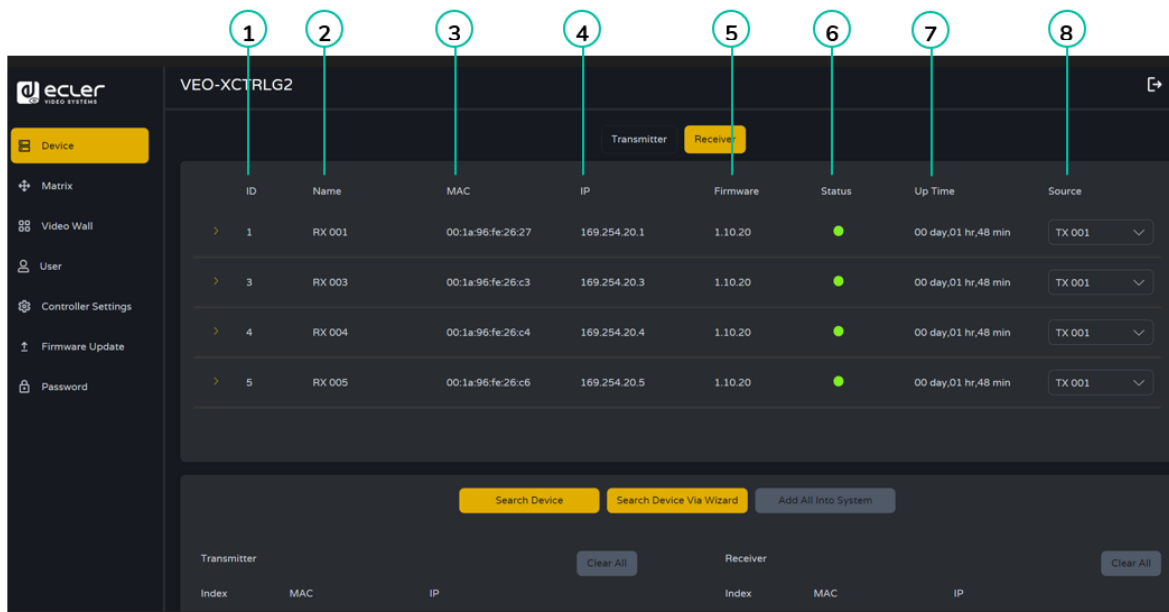 1 2 3 4 5 6 7 8
ecler
VIDEO SYSTEMS
VEO-XCTRLG2
Device
Matrix
Video Wall
User
Controller Settings
Firmware Update
Password
Transmitter Receiver
ID Name MAC IP Firmware Status Up Time Source
1 RX 001 00:1a:96:fe:26:27 169.254.20.1 1.10.20 00 day,01 hr,48 min TX 001
3 RX 003 00:1a:96:fe:26:c3 169.254.20.3 1.10.20 00 day,01 hr,48 min TX 001
4 RX 004 00:1a:96:fe:26:c4 169.254.20.4 1.10.20 00 day,01 hr,48 min TX 001
5 RX 005 00:1a:96:fe:26:c6 169.254.20.5 1.10.20 00 day,01 hr,48 min TX 001
Search Device Search Device Via Wizard Add All Into System
Transmitter Clear All Receiver Clear All
Index MAC IP Index MAC IP